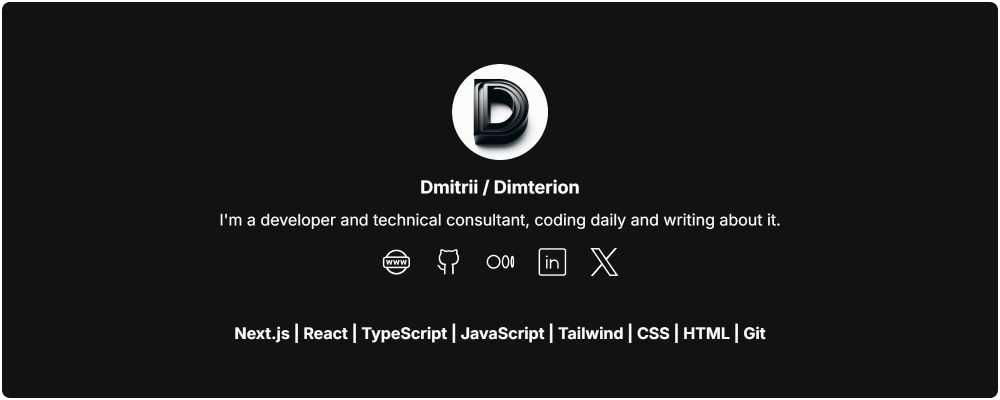 D
Dmitrii / Dimterion
I'm a developer and technical consultant, coding daily and writing about it.
www in
Next.js | React | TypeScript | JavaScript | Tailwind | CSS | HTML | Git